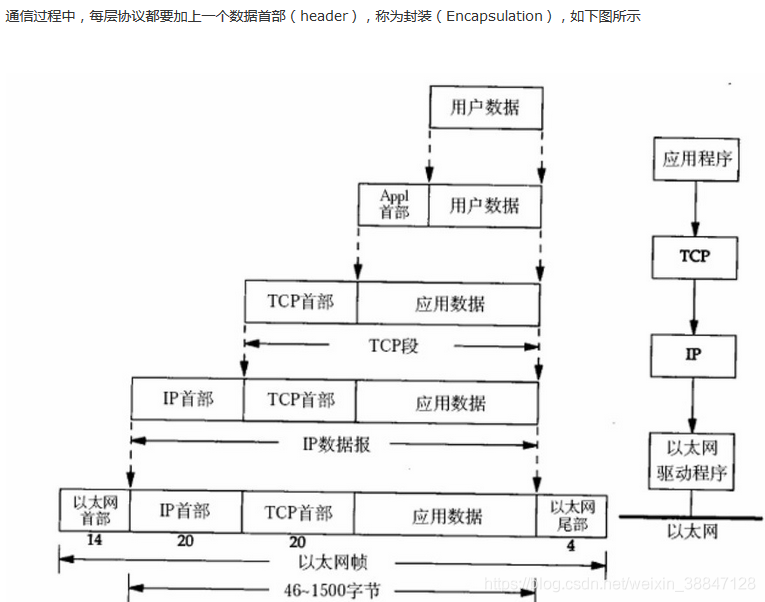 通信过程中，每层协议都要加上一个数据首部（header），称为封装（Encapsulation），如下图所示
用户数据
应用程序
Appl
首部
用户数据
TCP
TCP首部
应用数据
TCP段
IP
IP首部
TCP首部
应用数据
IP数据报
以太网
驱动程序
以太网
首部
IP首部
TCP首部
应用数据
以太网
尾部
以太网
14
20
20
4
以太网帧
46~1500字节
https://blog.csdn.net/weixin_38847128